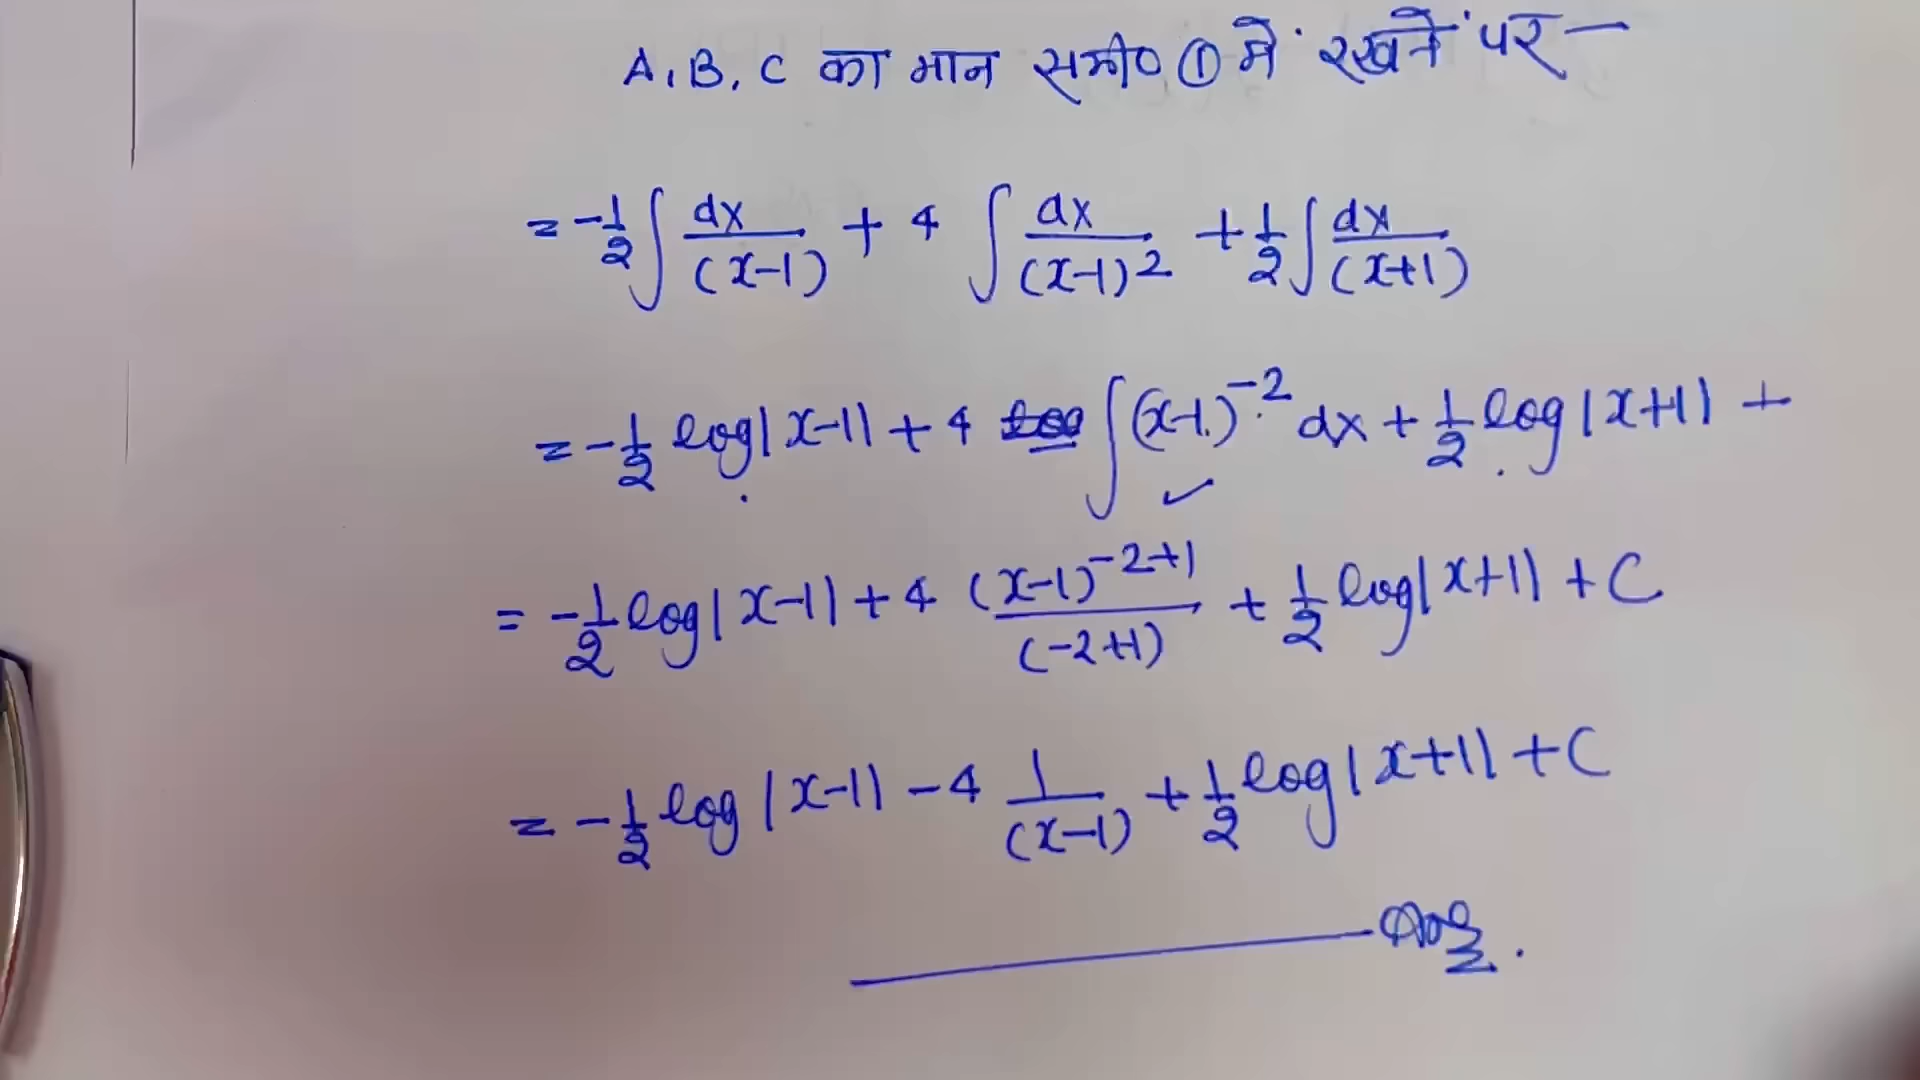 A, B, C का मान समी० ① में रखने पर —
= -1/2 ∫ dx/(x-1) + 4 ∫ dx/(x-1)^2 + 1/2 ∫ dx/(x+1)
= -1/2 log|x-1| + 4 ∫ (x-1)^-2 dx + 1/2 log|x+1| +
= -1/2 log|x-1| + 4 (x-1)^-2+1/(-2+1) + 1/2 log|x+1| + C
= -1/2 log|x-1| - 4 1/(x-1) + 1/2 log|x+1| + C
Ans.